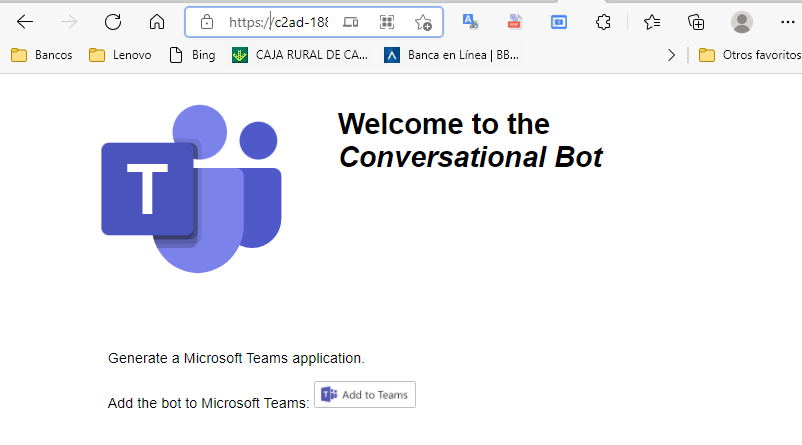 https://c2ad-188
Bancos Lenovo Bing CAJA RURAL DE CA... Banca en Línea | BB... Otros favoritos
T
Welcome to the
Conversational Bot
Generate a Microsoft Teams application.
Add the bot to Microsoft Teams: Add to Teams